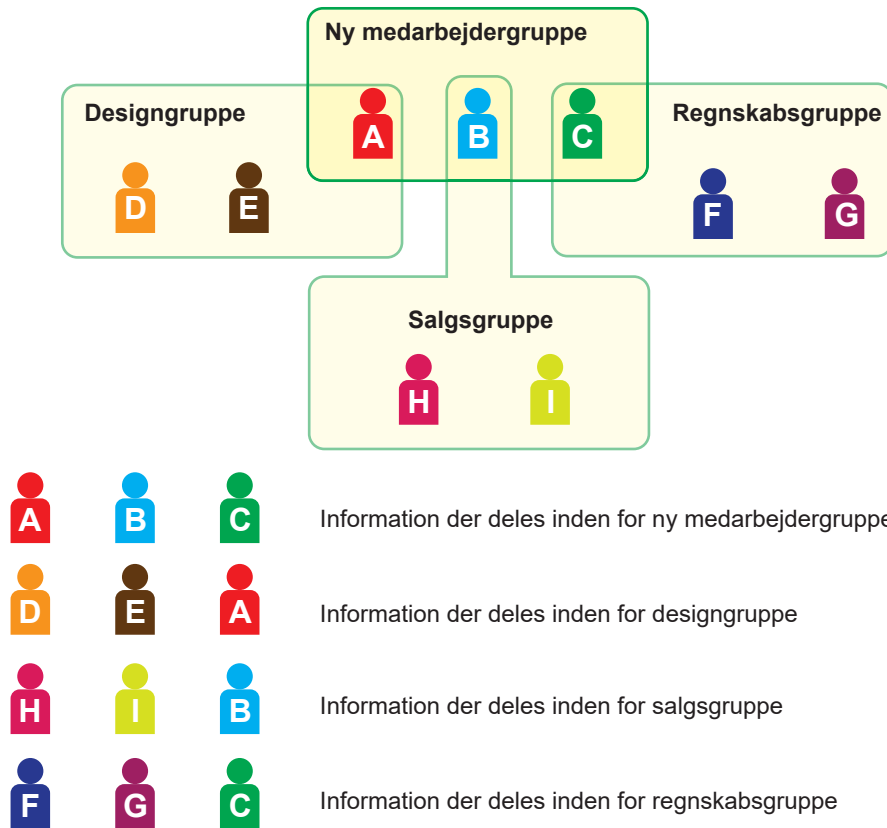 Ny medarbejdergruppe
Designgruppe
A B C
Regnskabsgruppe
D E
F G
Salgsgruppe
H I
A B C Information der deles inden for ny medarbejdergruppe
D E A Information der deles inden for designgruppe
H I B Information der deles inden for salgsgruppe
F G C Information der deles inden for regnskabsgruppe